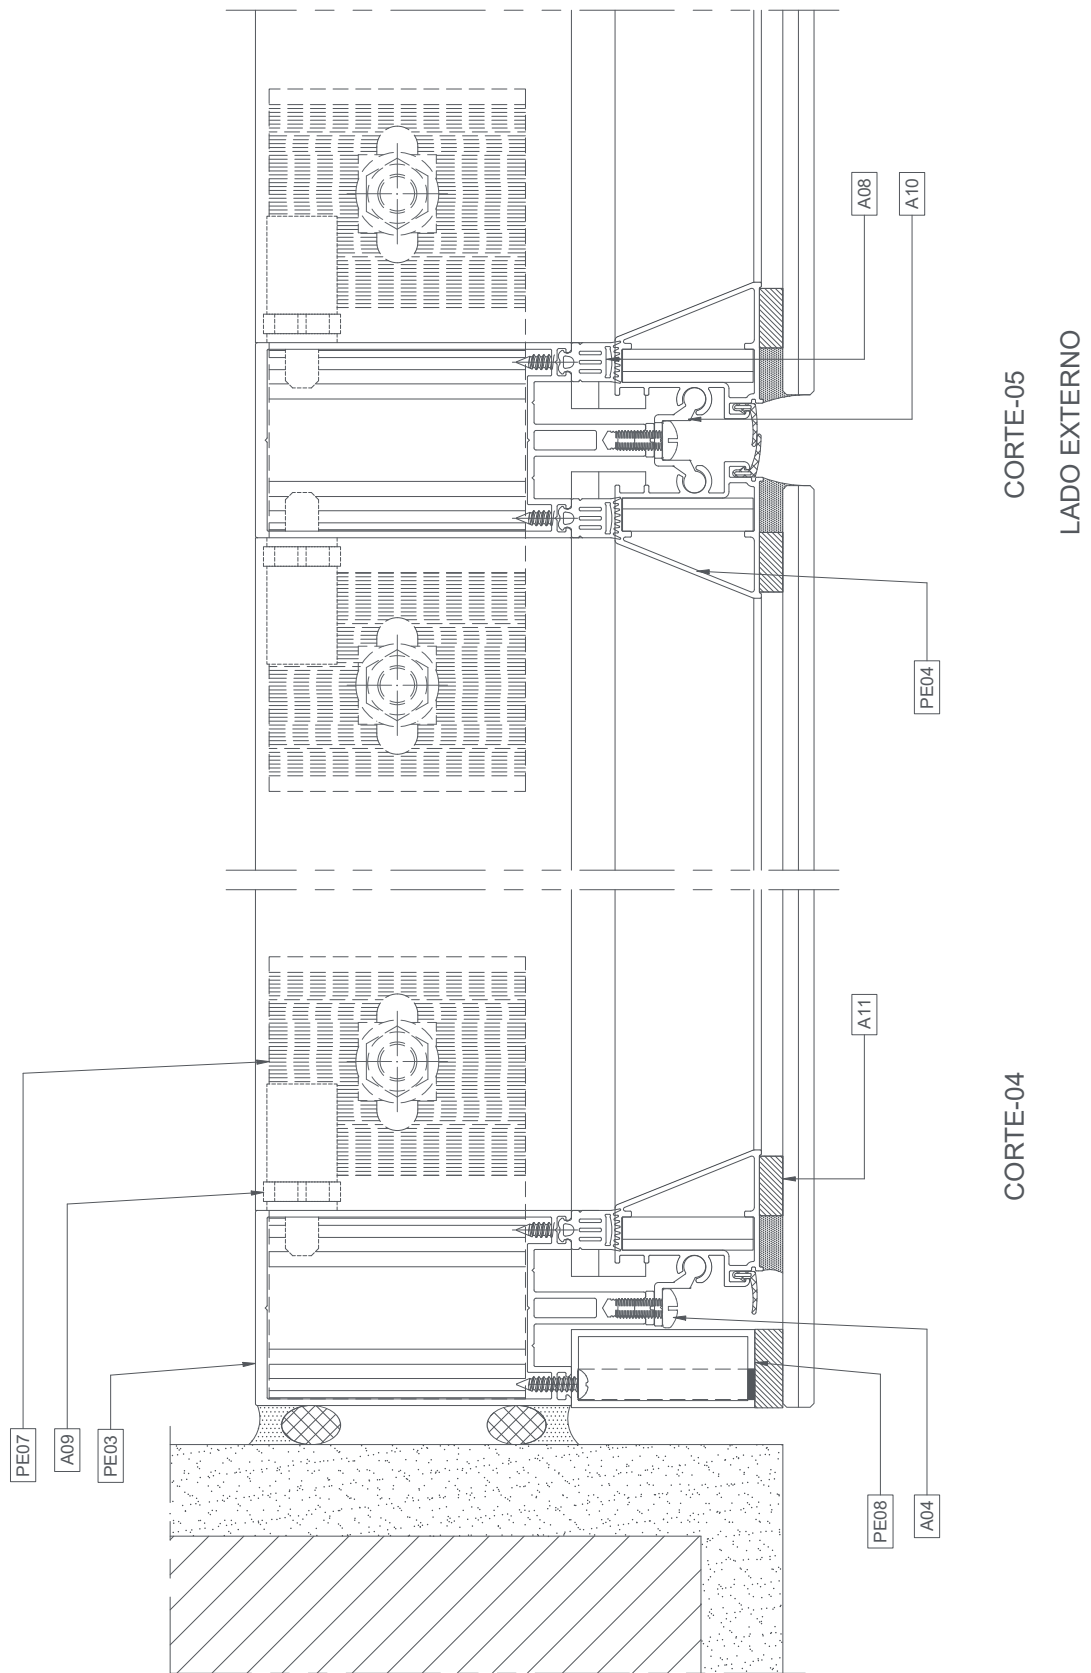 PE07
A09
PE03
PE08
A04
A11
PE04
A08
A10
CORTE-04
CORTE-05
LADO EXTERNO